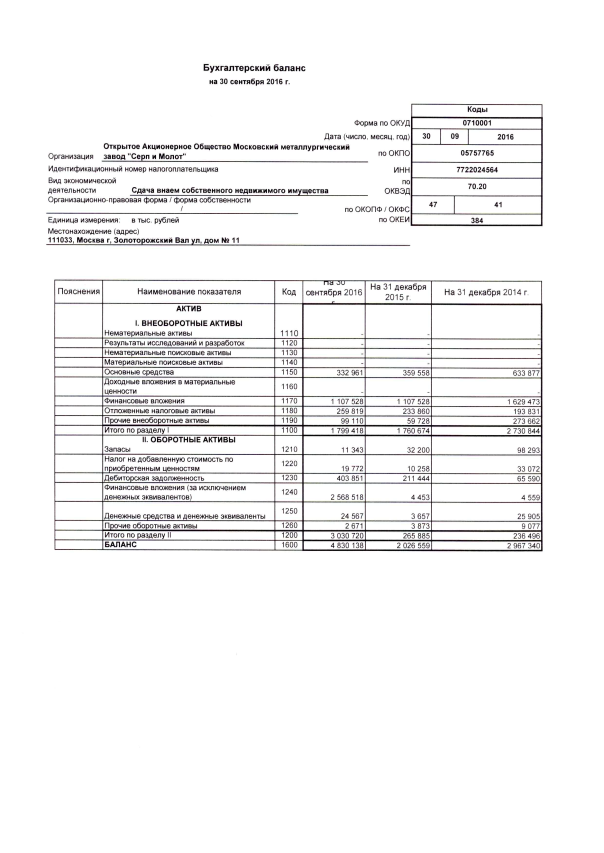 Бухгалтерский баланс
на 30 сентября 2016 г.
Коды
Форма по ОКУД 0710001
Дата (число, месяц, год) 30 09 2016
Открытое Акционерное Общество Московский металлургический
Организация завод "Серп и Молот" по ОКПО 05757765
Идентификационный номер налогоплательщика ИНН 7722024564
Вид экономической по
деятельности Сдача внаем собственного недвижимого имущества ОКВЭД 70.20
Организационно-правовая форма / форма собственности
/ по ОКОПФ / ОКФС 47 41
Единица измерения: в тыс. рублей по ОКЕИ 384
Местонахождение (адрес)
111033, Москва г, Золоторожский Вал ул, дом № 11
Пояснения Наименование показателя Код На 30 сентября 2016 г. На 31 декабря 2015 г. На 31 декабря 2014 г.
АКТИВ
I. ВНЕОБОРОТНЫЕ АКТИВЫ
Нематериальные активы 1110 - - -
Результаты исследований и разработок 1120 - - -
Нематериальные поисковые активы 1130 - - -
Материальные поисковые активы 1140 - - -
Основные средства 1150 332 961 359 558 633 877
Доходные вложения в материальные
ценности 1160 - - -
Финансовые вложения 1170 1 107 528 1 107 528 1 629 473
Отложенные налоговые активы 1180 259 819 233 860 193 831
Прочие внеоборотные активы 1190 99 110 59 728 273 662
Итого по разделу I 1100 1 799 418 1 760 674 2 730 844
II. ОБОРОТНЫЕ АКТИВЫ
Запасы 1210 11 343 32 200 98 293
Налог на добавленную стоимость по
приобретенным ценностям 1220 19 772 10 258 33 072
Дебиторская задолженность 1230 403 851 211 444 65 590
Финансовые вложения (за исключением
денежных эквивалентов) 1240 2 568 518 4 453 4 559
Денежные средства и денежные эквиваленты 1250 24 567 3 657 25 905
Прочие оборотные активы 1260 2 671 3 873 9 077
Итого по разделу II 1200 3 030 720 265 885 236 496
БАЛАНС 1600 4 830 138 2 026 559 2 967 340